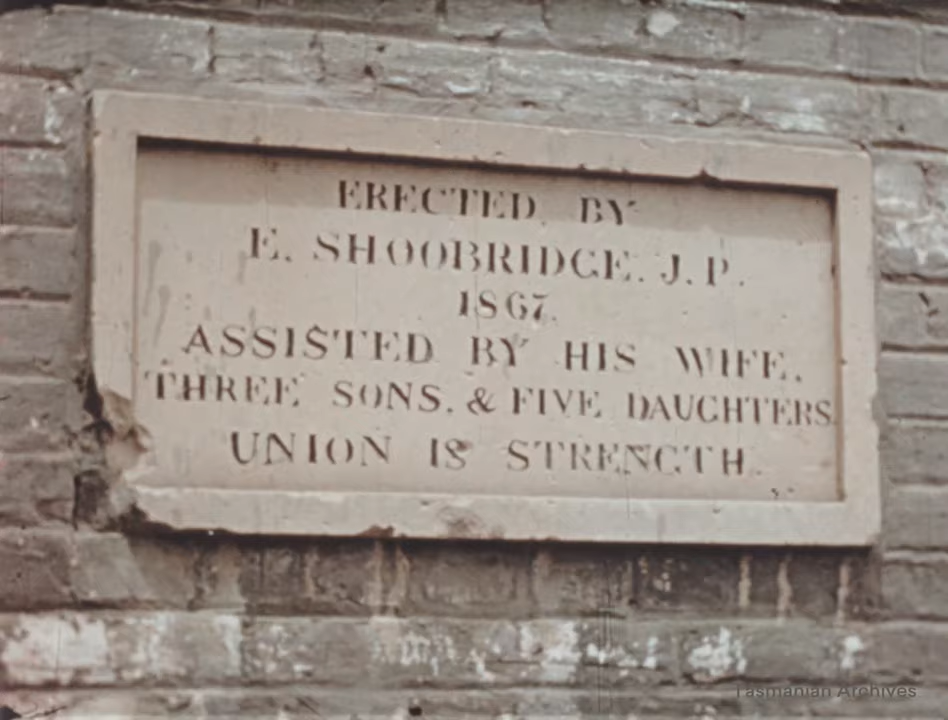 ERECTED. BY
E. SHOOBRIDGE. J. P.
1867.
ASSISTED BY HIS WIFE,
THREE SONS, & FIVE DAUGHTERS.
UNION IS STRENGTH.
Tasmanian Archives